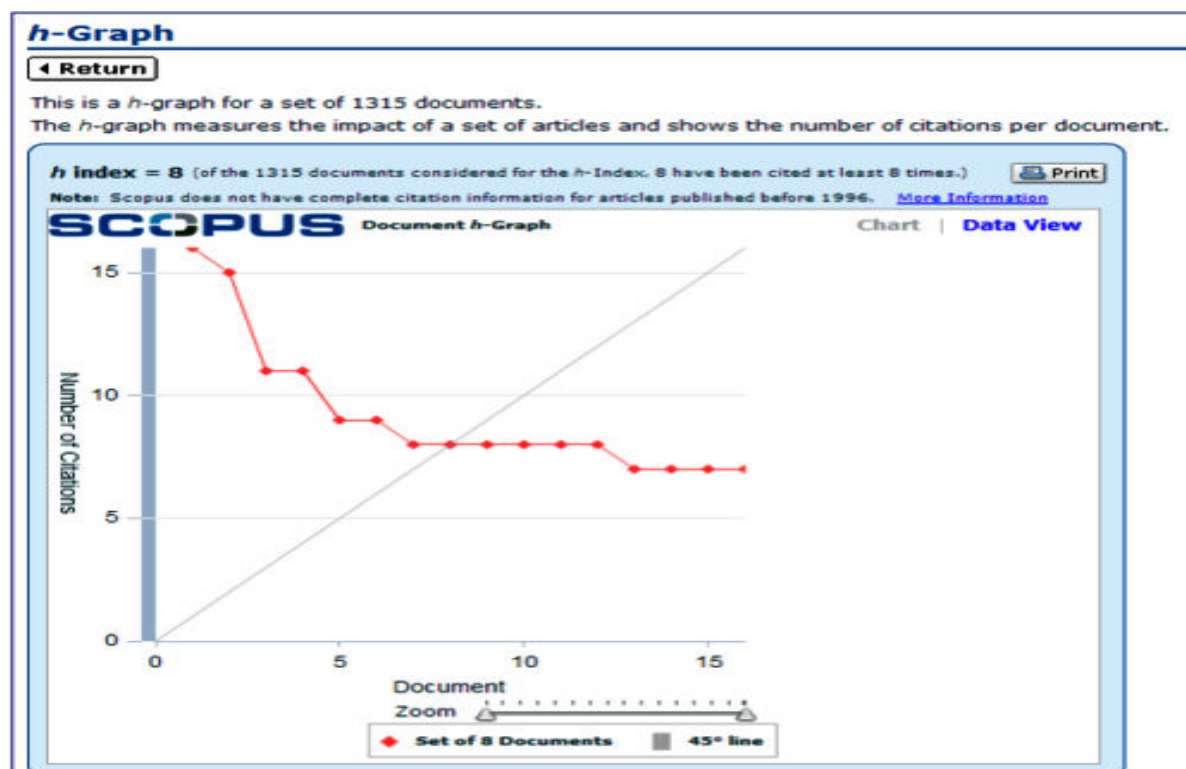 h-Graph
Return
This is a h-graph for a set of 1315 documents.
The h-graph measures the impact of a set of articles and shows the number of citations per document.
h index = 8 (of the 1315 documents considered for the h-Index, 8 have been cited at least 8 times.) Print
Note: Scopus does not have complete citation information for articles published before 1996. More Information
SCOPUS Document h-Graph Chart | Data View
15
10
5
0
Number of Citations
0 5 10 15
Document
Zoom
Set of 8 Documents 45° line